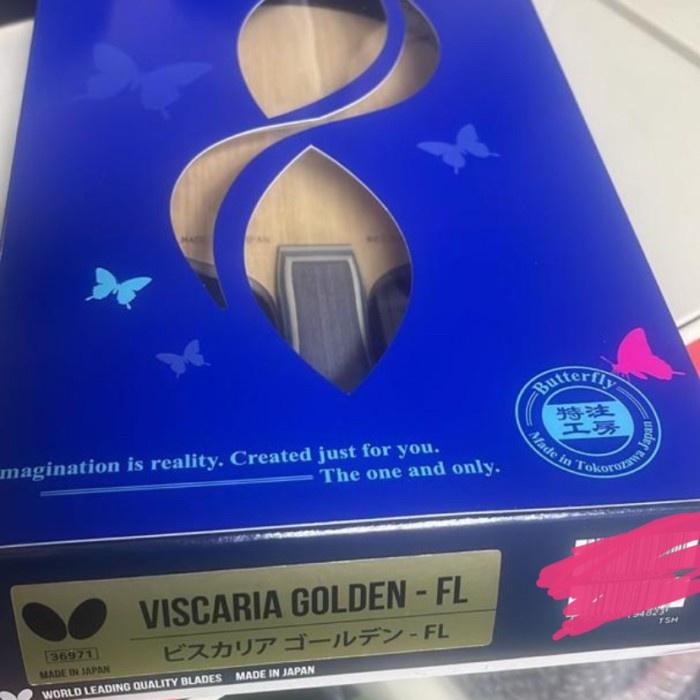 magination is reality. Created just for you.
The one and only.
Butterfly
特注
工房
Made in Tokorozawa Japan
VISCARIA GOLDEN - FL
ビスカリア ゴールデン - FL
36971
MADE IN JAPAN
WORLD LEADING QUALITY BLADES MADE IN JAPAN
TSH